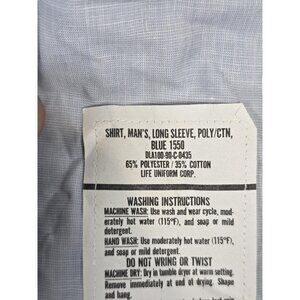 SHIRT, MAN'S, LONG SLEEVE, POLY/CTN,
BLUE 1550
DLA100-90-C-0435
65% POLYESTER / 35% COTTON
LIFE UNIFORM CORP.
WASHING INSTRUCTIONS
MACHINE WASH: Use wash and wear cycle, mod-
erately hot water (115°F), and soap or mild
detergent.
HAND WASH: Use moderately hot water (115°F),
and soap or mild detergent.
DO NOT WRING OR TWIST
MACHINE DRY: Dry in tumble dryer at warm setting.
Remove immediately at end of drying. Shape
and hang.